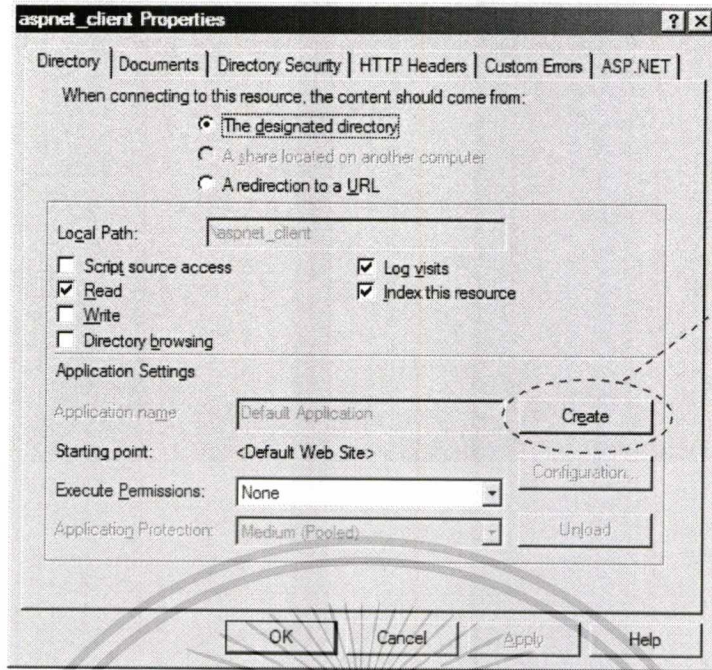 aspnet_client Properties ? ×
Directory Documents Directory Security HTTP Headers Custom Errors ASP.NET
When connecting to this resource, the content should come from:
The designated directory
A share located on another computer
A redirection to a URL
Local Path: \aspnet_client
Script source access Log visits
Read Index this resource
Write
Directory browsing
Application Settings
Application name Default Application Create
Starting point: <Default Web Site> Configuration...
Execute Permissions: None
Application Protection: Medium (Pooled) Unload
OK Cancel Apply Help